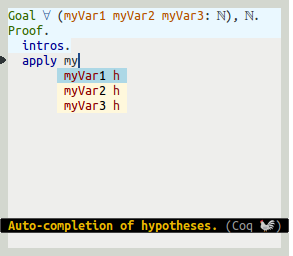 Goal ∀ (myVar1 myVar2 myVar3: ℕ), ℕ.
Proof.
intros.
apply my
myVar1 h
myVar2 h
myVar3 h
Auto-completion of hypotheses. (Coq 🐓)